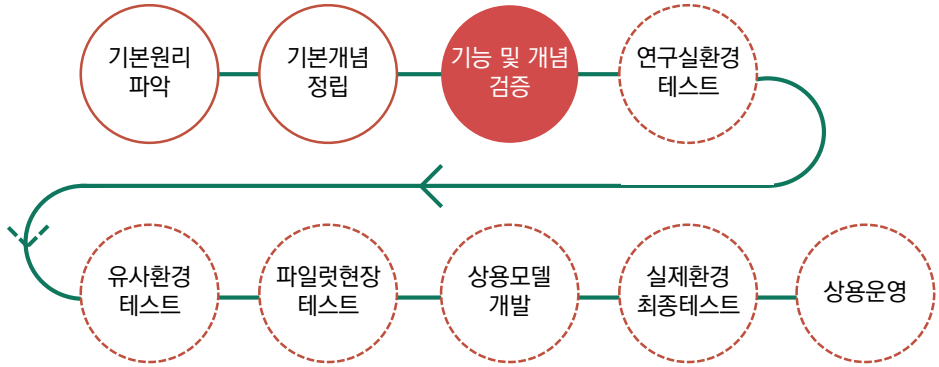 기본원리
파악
기본개념
정립
기능 및 개념
검증
연구실환경
테스트
유사환경
테스트
파일럿현장
테스트
상용모델
개발
실제환경
최종테스트
상용운영